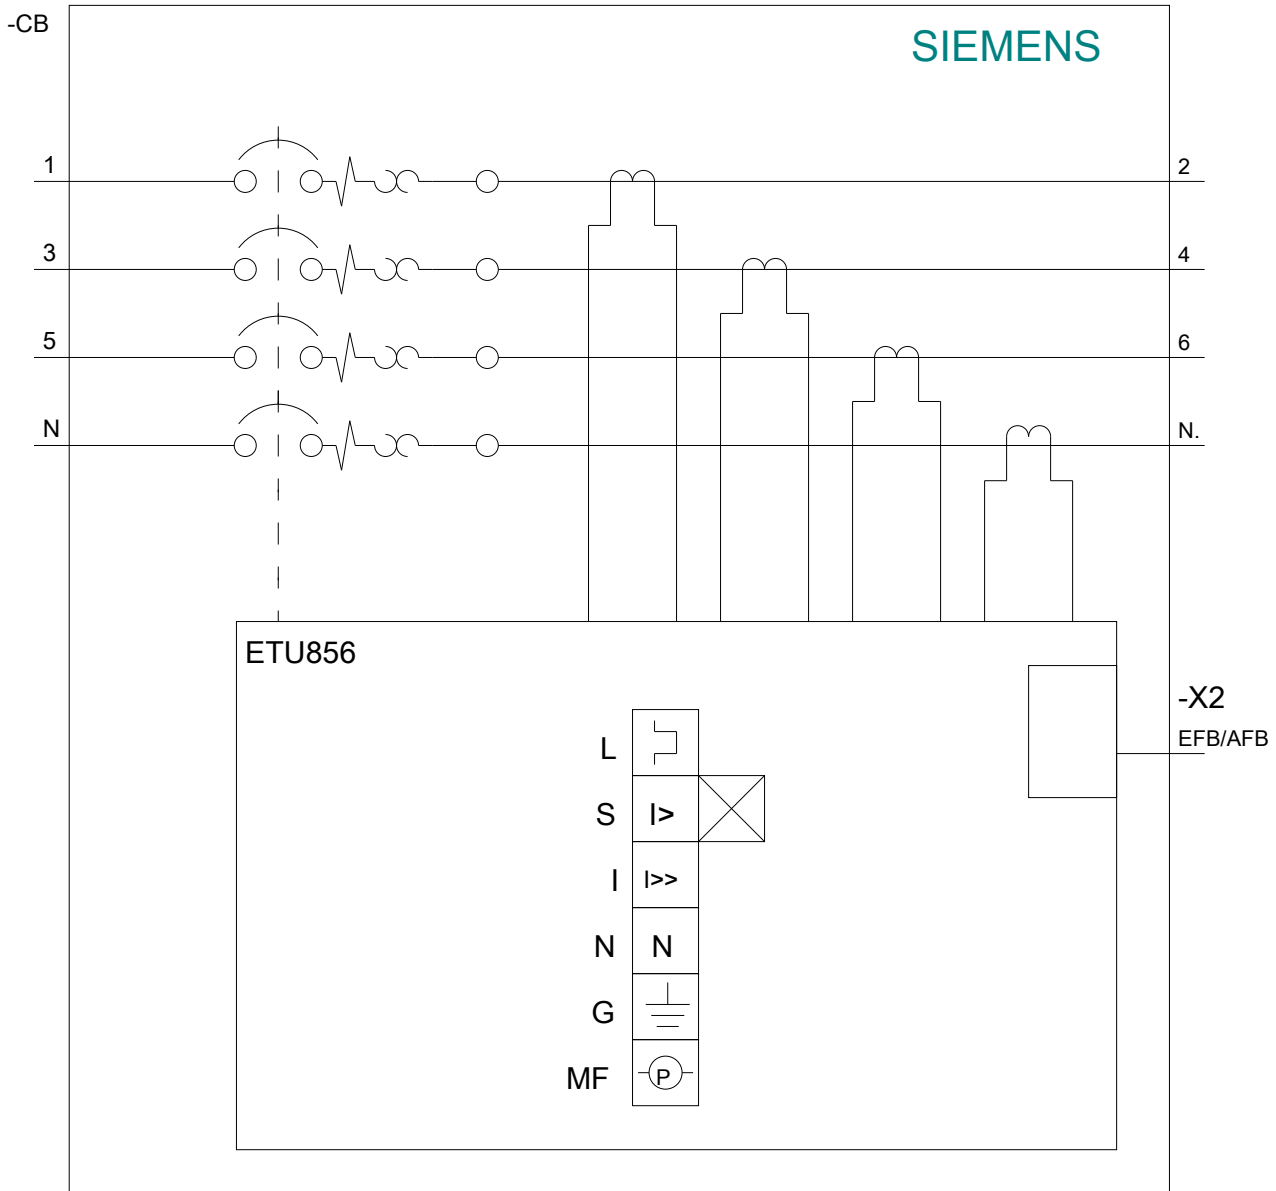 -CB
SIEMENS
1
2
3
4
5
6
N
N.
ETU856
-X2
EFB/AFB
L
S I>
I I>>
N N
G
MF P